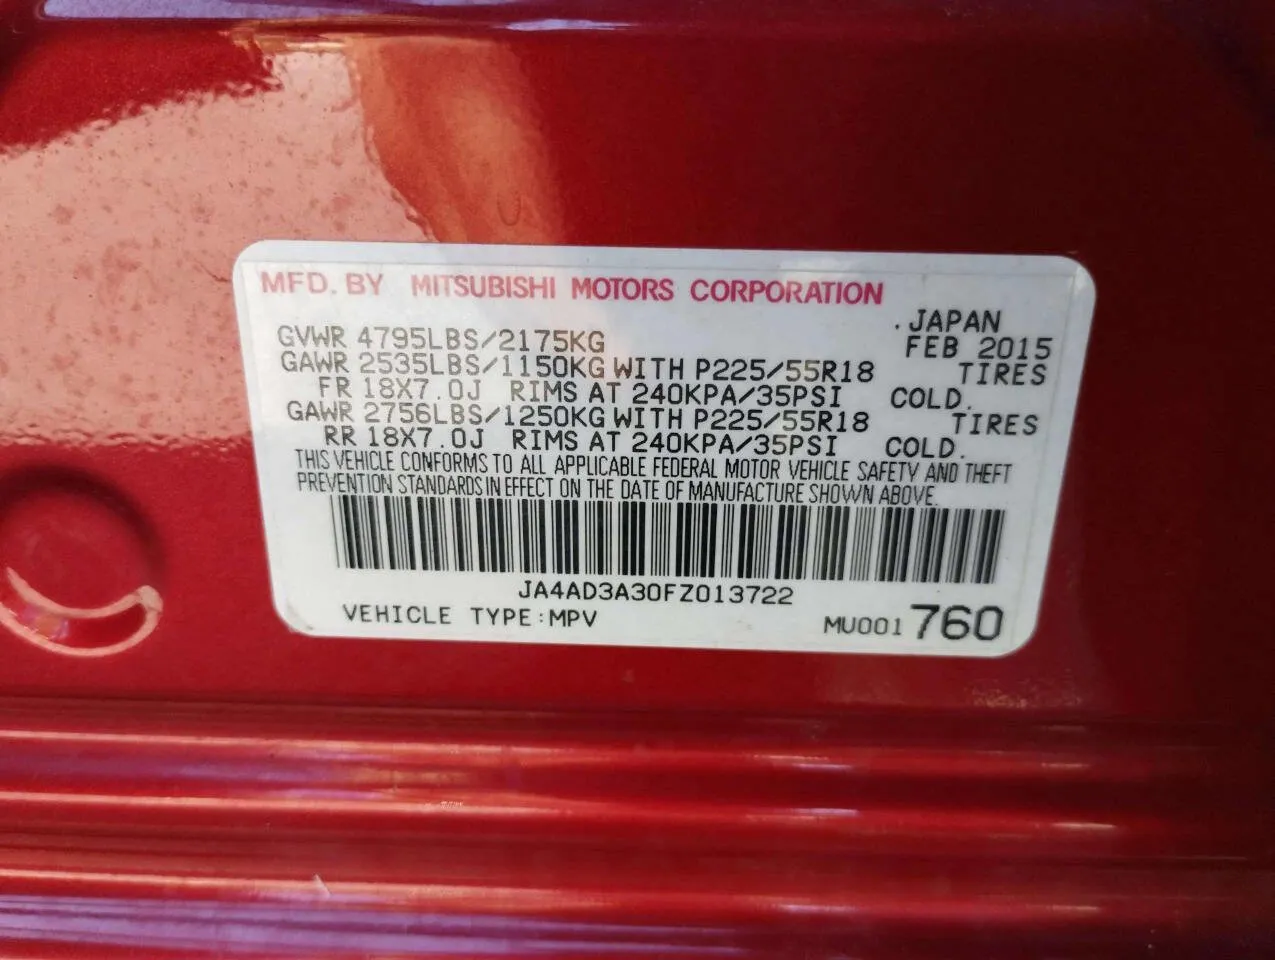 MFD. BY MITSUBISHI MOTORS CORPORATION
.JAPAN
GVWR 4795LBS/2175KG FEB 2015
GAWR 2535LBS/1150KG WITH P225/55R18 TIRES
FR 18X7.0J RIMS AT 240KPA/35PSI COLD.
GAWR 2756LBS/1250KG WITH P225/55R18 TIRES
RR 18X7.0J RIMS AT 240KPA/35PSI COLD.
THIS VEHICLE CONFORMS TO ALL APPLICABLE FEDERAL MOTOR VEHICLE SAFETY AND THEFT
PREVENTION STANDARDS IN EFFECT ON THE DATE OF MANUFACTURE SHOWN ABOVE.
JA4AD3A30FZ013722
VEHICLE TYPE:MPV MU001760